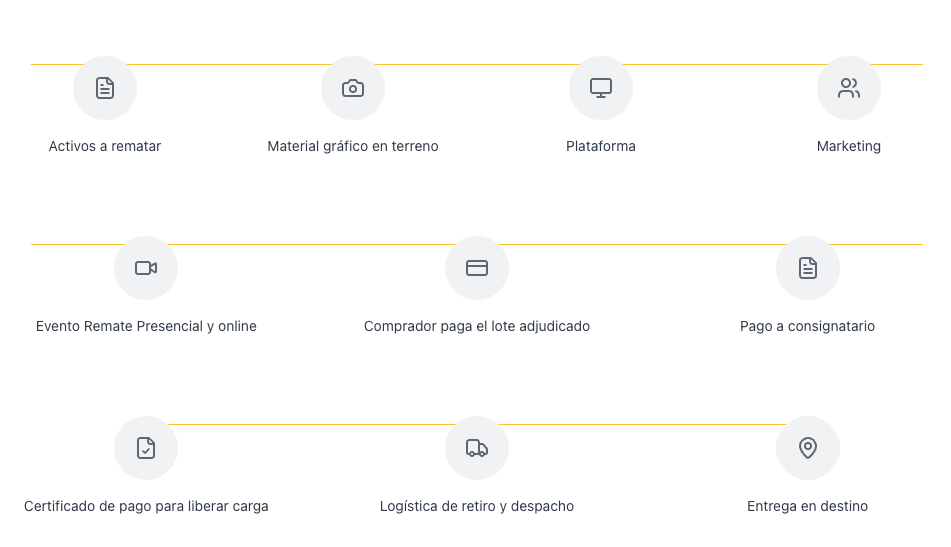 Activos a rematar
Material gráfico en terreno
Plataforma
Marketing
Evento Remate Presencial y online
Comprador paga el lote adjudicado
Pago a consignatario
Certificado de pago para liberar carga
Logística de retiro y despacho
Entrega en destino